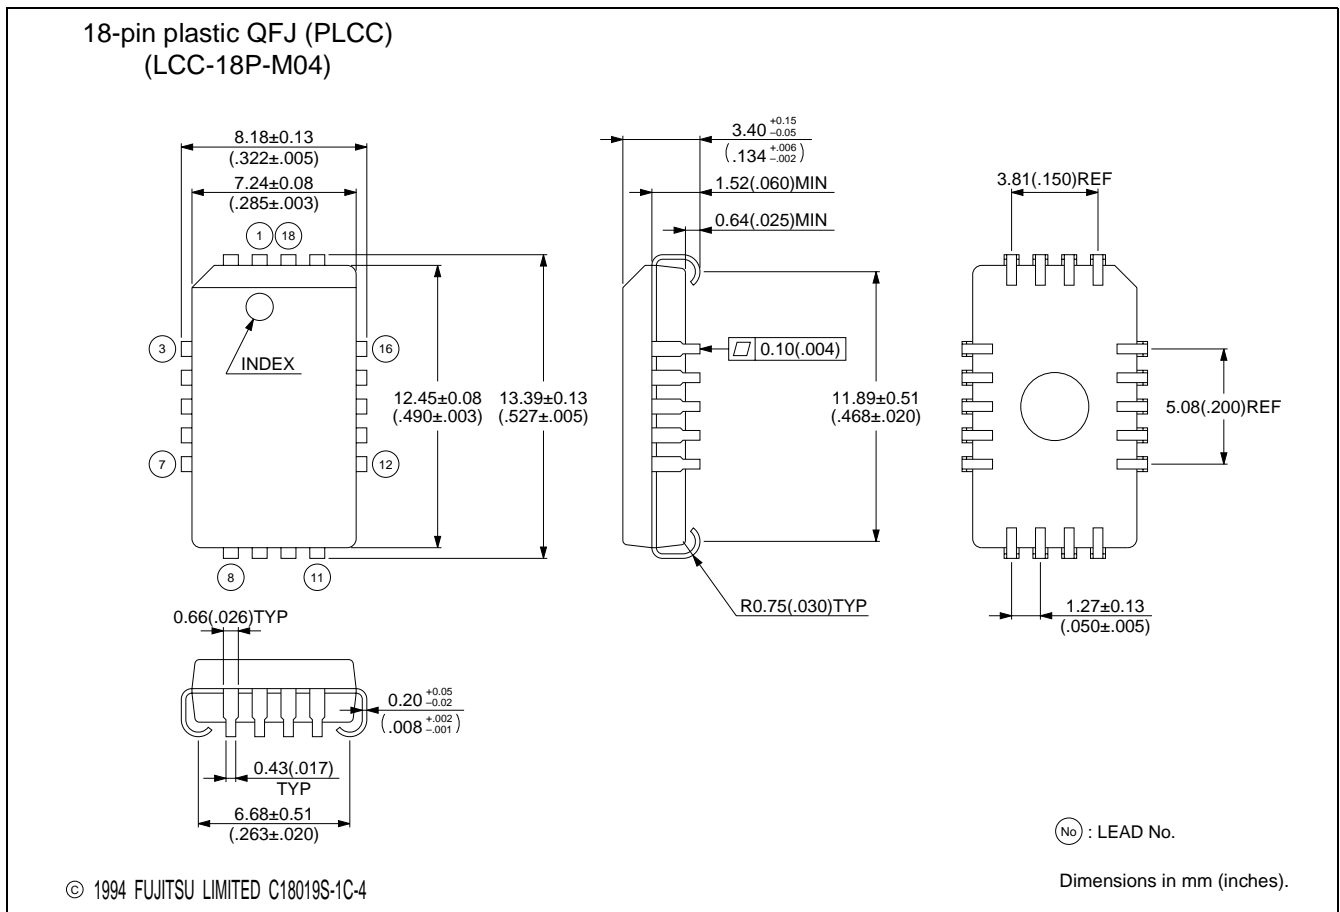 18-pin plastic QFJ (PLCC)
(LCC-18P-M04)
8.18±0.13
(.322±.005)
7.24±0.08
(.285±.003)
1 18
3
16
INDEX
7
12
12.45±0.08
(.490±.003)
13.39±0.13
(.527±.005)
8
11
3.40 +0.15 –0.05
(.134 +.006 –.002)
1.52(.060)MIN
0.64(.025)MIN
0.10(.004)
11.89±0.51
(.468±.020)
R0.75(.030)TYP
3.81(.150)REF
5.08(.200)REF
1.27±0.13
(.050±.005)
0.66(.026)TYP
0.20 +0.05 –0.02
(.008 +.002 –.001)
0.43(.017)
TYP
6.68±0.51
(.263±.020)
No : LEAD No.
Dimensions in mm (inches).
© 1994 FUJITSU LIMITED C18019S-1C-4